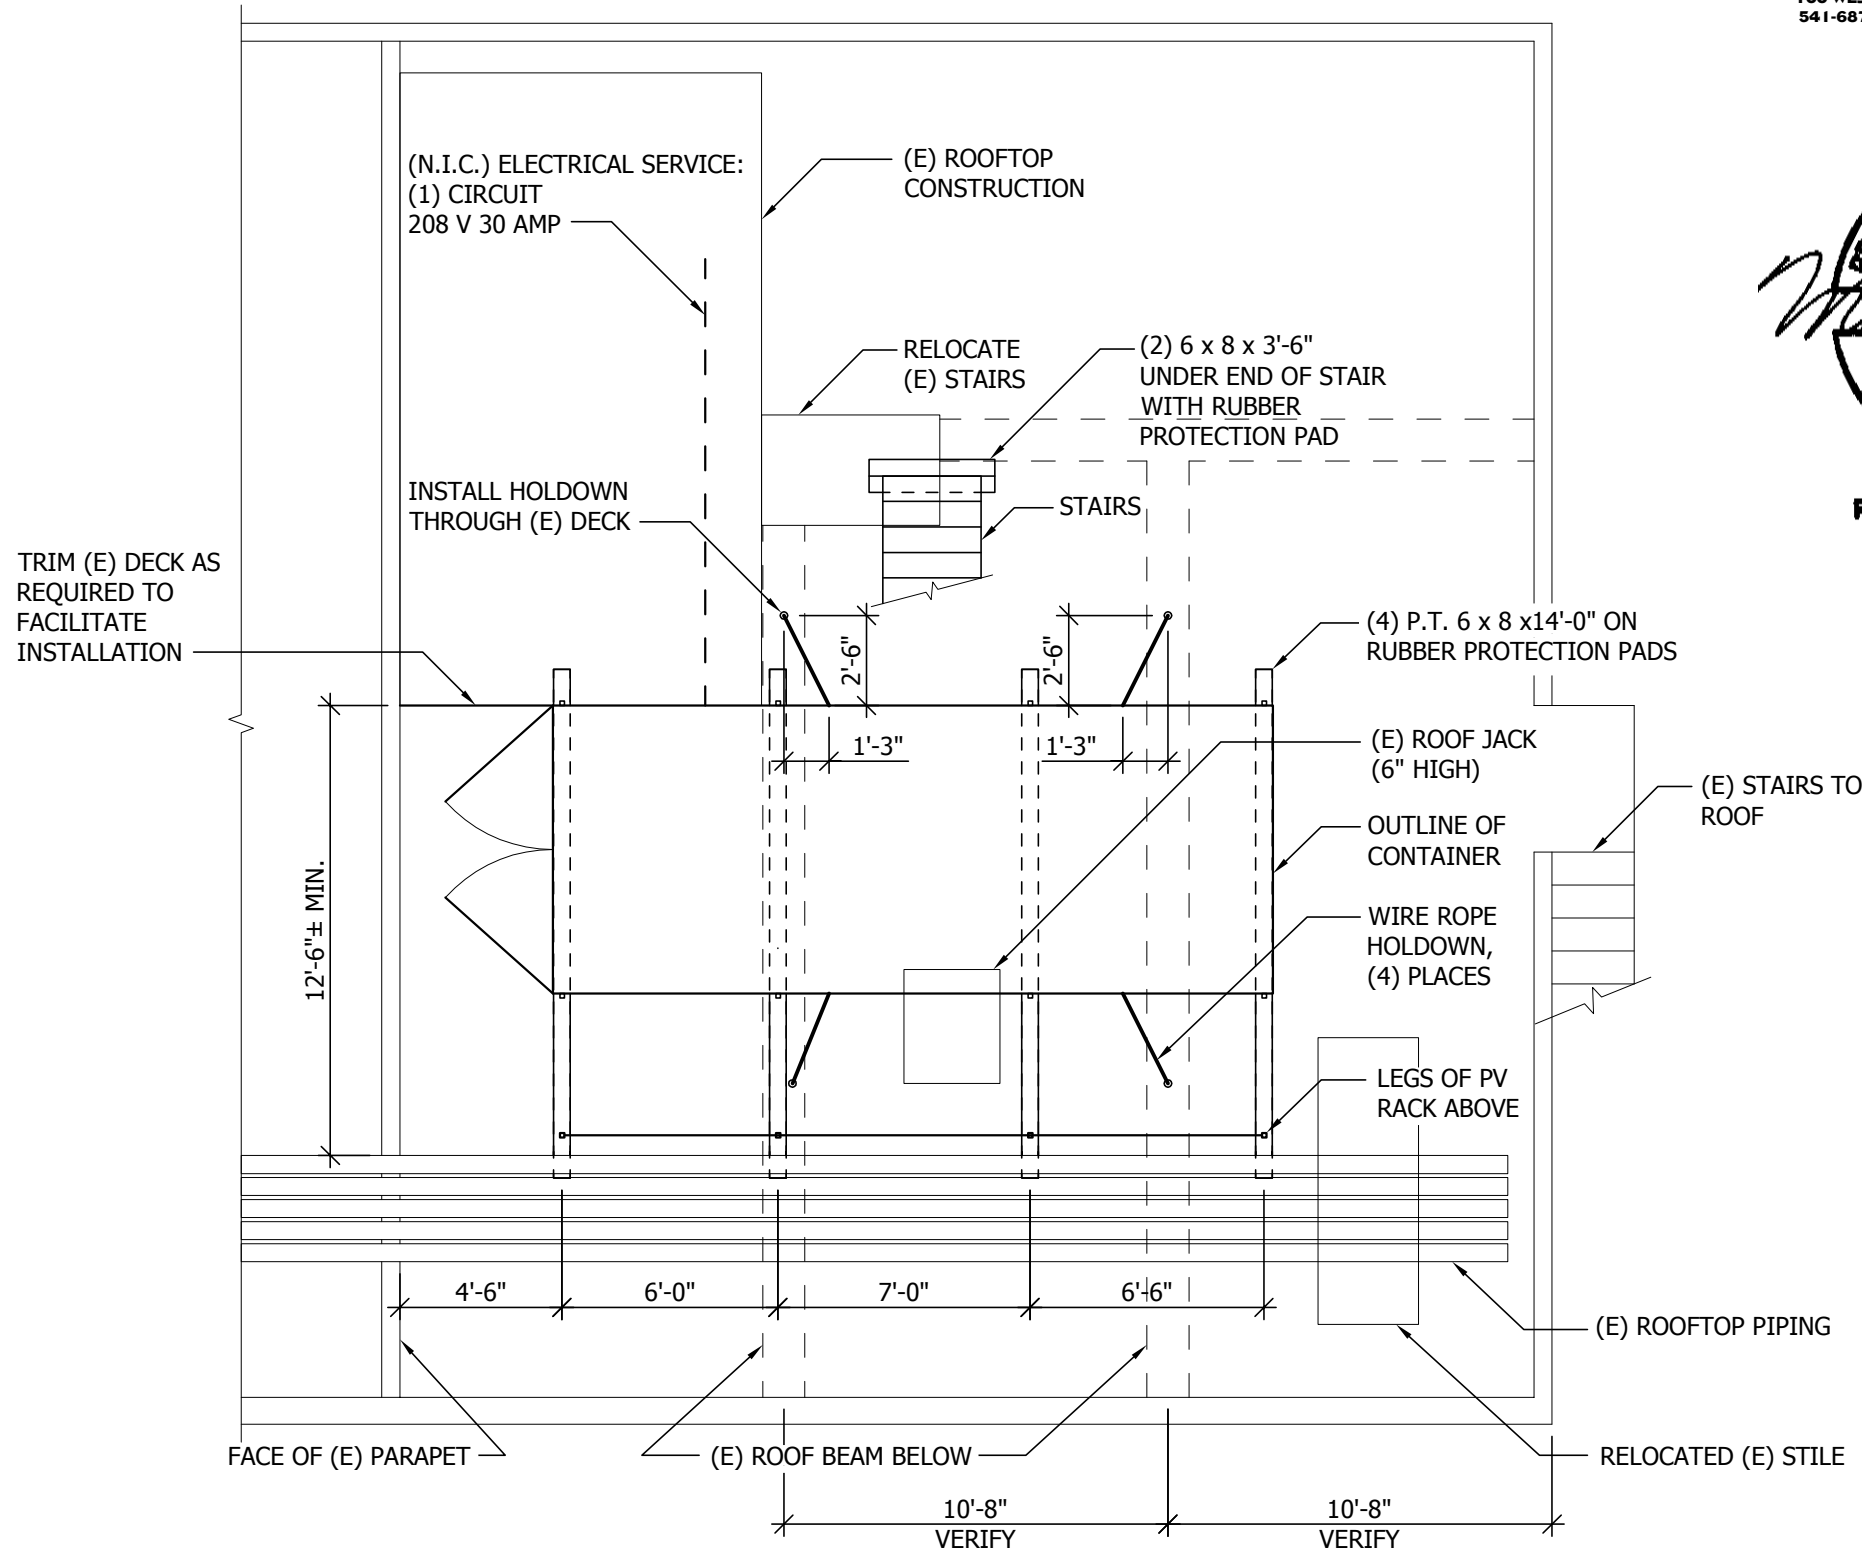 541-687
(N.I.C.) ELECTRICAL SERVICE:
(1) CIRCUIT
208 V 30 AMP
(E) ROOFTOP
CONSTRUCTION
RELOCATE
(E) STAIRS
(2) 6 x 8 x 3'-6"
UNDER END OF STAIR
WITH RUBBER
PROTECTION PAD
INSTALL HOLDOWN
THROUGH (E) DECK
STAIRS
TRIM (E) DECK AS
REQUIRED TO
FACILITATE
INSTALLATION
2'-6"
2'-6"
(4) P.T. 6 x 8 x14'-0" ON
RUBBER PROTECTION PADS
1'-3"
1'-3"
(E) ROOF JACK
(6" HIGH)
(E) STAIRS TO
ROOF
OUTLINE OF
CONTAINER
12'-6"± MIN.
WIRE ROPE
HOLDOWN,
(4) PLACES
LEGS OF PV
RACK ABOVE
4'-6"
6'-0"
7'-0"
6'-6"
(E) ROOFTOP PIPING
FACE OF (E) PARAPET
(E) ROOF BEAM BELOW
RELOCATED (E) STILE
10'-8"
VERIFY
10'-8"
VERIFY